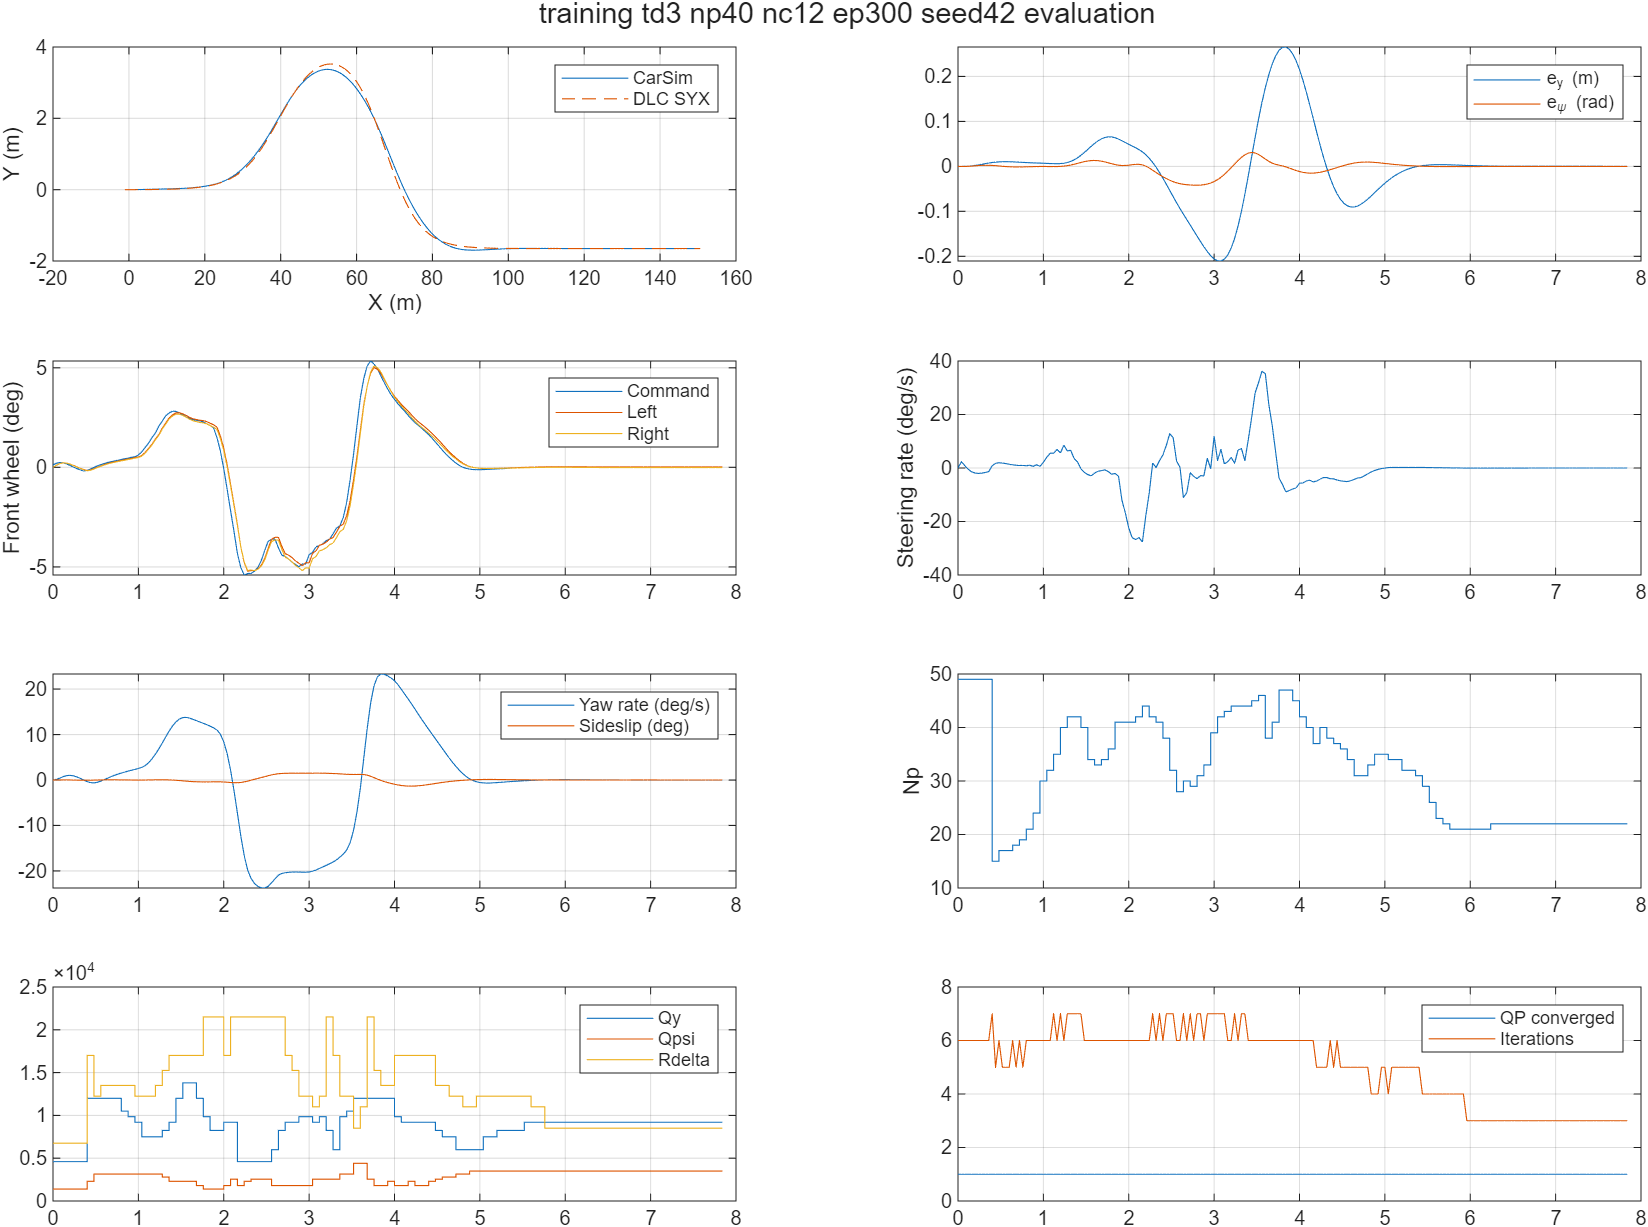 training td3 np40 nc12 ep300 seed42 evaluation
4
2
0
-2
Y (m)
-20 0 20 40 60 80 100 120 140 160
X (m)
CarSim
DLC SYX
0.2
0.1
0
-0.1
-0.2
0 1 2 3 4 5 6 7 8
e_y (m)
e_ψ (rad)
5
0
-5
Front wheel (deg)
0 1 2 3 4 5 6 7 8
Command
Left
Right
40
20
0
-20
-40
Steering rate (deg/s)
0 1 2 3 4 5 6 7 8
20
10
0
-10
-20
0 1 2 3 4 5 6 7 8
Yaw rate (deg/s)
Sideslip (deg)
50
40
30
20
10
Np
0 1 2 3 4 5 6 7 8
×10⁴
2.5
2
1.5
1
0.5
0
0 1 2 3 4 5 6 7 8
Qy
Qpsi
Rdelta
8
6
4
2
0
0 1 2 3 4 5 6 7 8
QP converged
Iterations